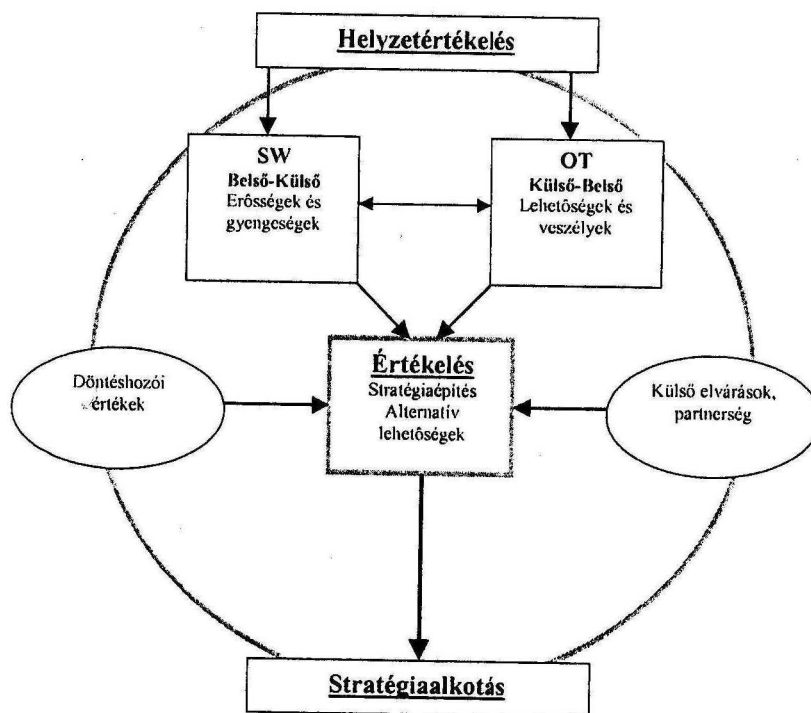 Helyzetértékelés
SW
Belső-Külső
Erősségek és
gyengeségek
OT
Külső-Belső
Lehetőségek és
veszélyek
Értékelés
Stratégiaépítés
Alternatív
lehetőségek
Döntéshozói
értékek
Külső elvárások,
partnerség
Stratégiaalkotás